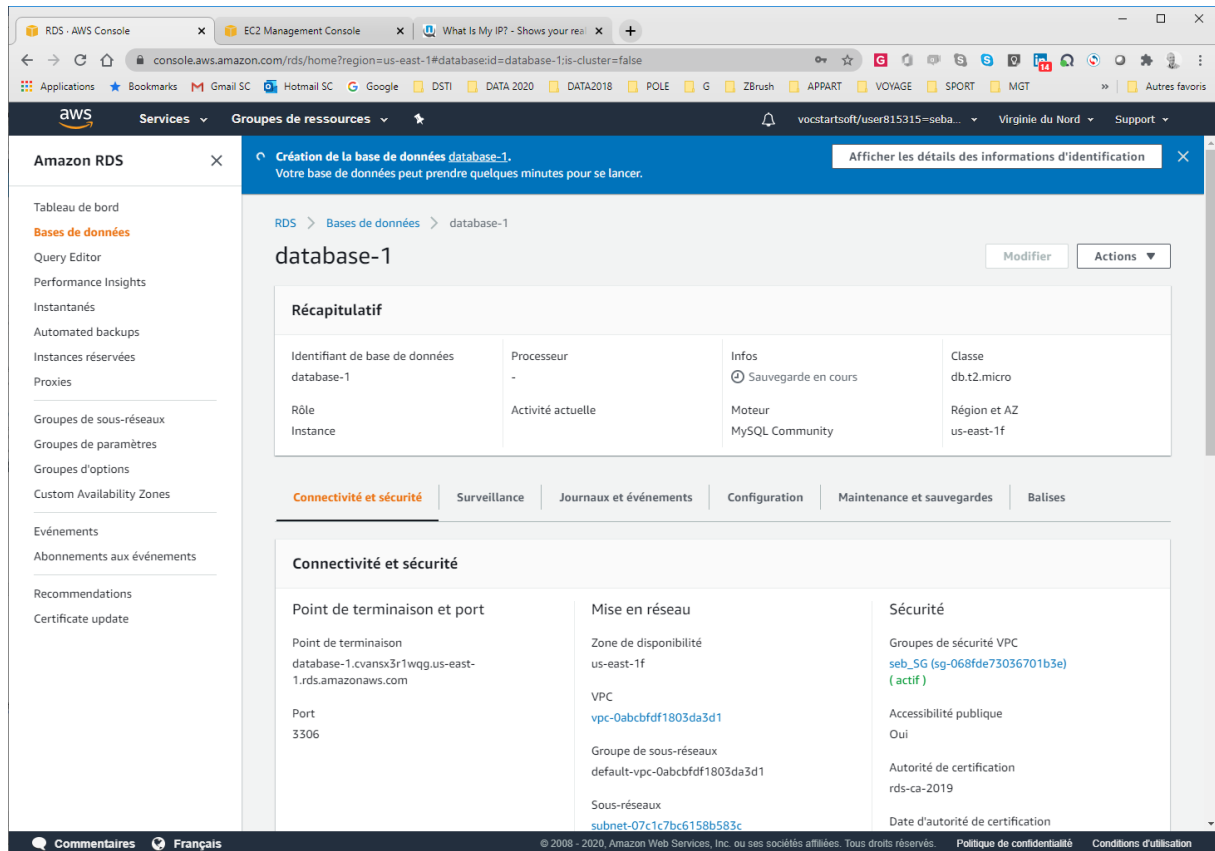 RDS · AWS Console
EC2 Management Console
What Is My IP? - Shows your real
console.aws.amazon.com/rds/home?region=us-east-1#database:id=database-1;is-cluster=false
Applications
Bookmarks
Gmail SC
Hotmail SC
Google
DSTI
DATA 2020
DATA2018
POLE
G
ZBrush
APPART
VOYAGE
SPORT
MGT
»
Autres favoris
14
aws
Services
Groupes de ressources
vocstartsoft/user815315=seba...
Virginie du Nord
Support
Amazon RDS
Tableau de bord
Bases de données
Query Editor
Performance Insights
Instantanés
Automated backups
Instances réservées
Proxies
Groupes de sous-réseaux
Groupes de paramètres
Groupes d'options
Custom Availability Zones
Evénements
Abonnements aux événements
Recommendations
Certificate update
Création de la base de données database-1.
Votre base de données peut prendre quelques minutes pour se lancer.
Afficher les détails des informations d'identification
RDS > Bases de données > database-1
database-1
Modifier
Actions
Récapitulatif
Identifiant de base de données
database-1
Processeur
-
Infos
Sauvegarde en cours
Classe
db.t2.micro
Rôle
Instance
Activité actuelle
Moteur
MySQL Community
Région et AZ
us-east-1f
Connectivité et sécurité
Surveillance
Journaux et événements
Configuration
Maintenance et sauvegardes
Balises
Connectivité et sécurité
Point de terminaison et port
Point de terminaison
database-1.cvansx3r1wqg.us-east-
1.rds.amazonaws.com
Port
3306
Mise en réseau
Zone de disponibilité
us-east-1f
VPC
vpc-0abcbfdf1803da3d1
Groupe de sous-réseaux
default-vpc-0abcbfdf1803da3d1
Sous-réseaux
subnet-07c1c7bc6158b583c
Sécurité
Groupes de sécurité VPC
seb_SG (sg-068fde73036701b3e)
( actif )
Accessibilité publique
Oui
Autorité de certification
rds-ca-2019
Date d'autorité de certification
Commentaires
Français
© 2008 - 2020, Amazon Web Services, Inc. ou ses sociétés affiliées. Tous droits réservés.
Politique de confidentialité
Conditions d'utilisation